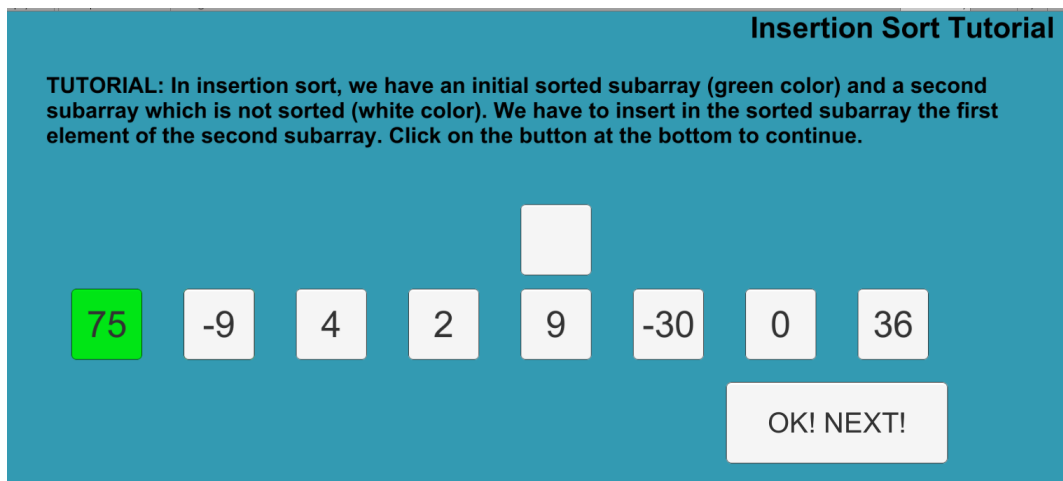 Insertion Sort Tutorial
TUTORIAL: In insertion sort, we have an initial sorted subarray (green color) and a second
subarray which is not sorted (white color). We have to insert in the sorted subarray the first
element of the second subarray. Click on the button at the bottom to continue.
75 -9 4 2 9 -30 0 36
OK! NEXT!